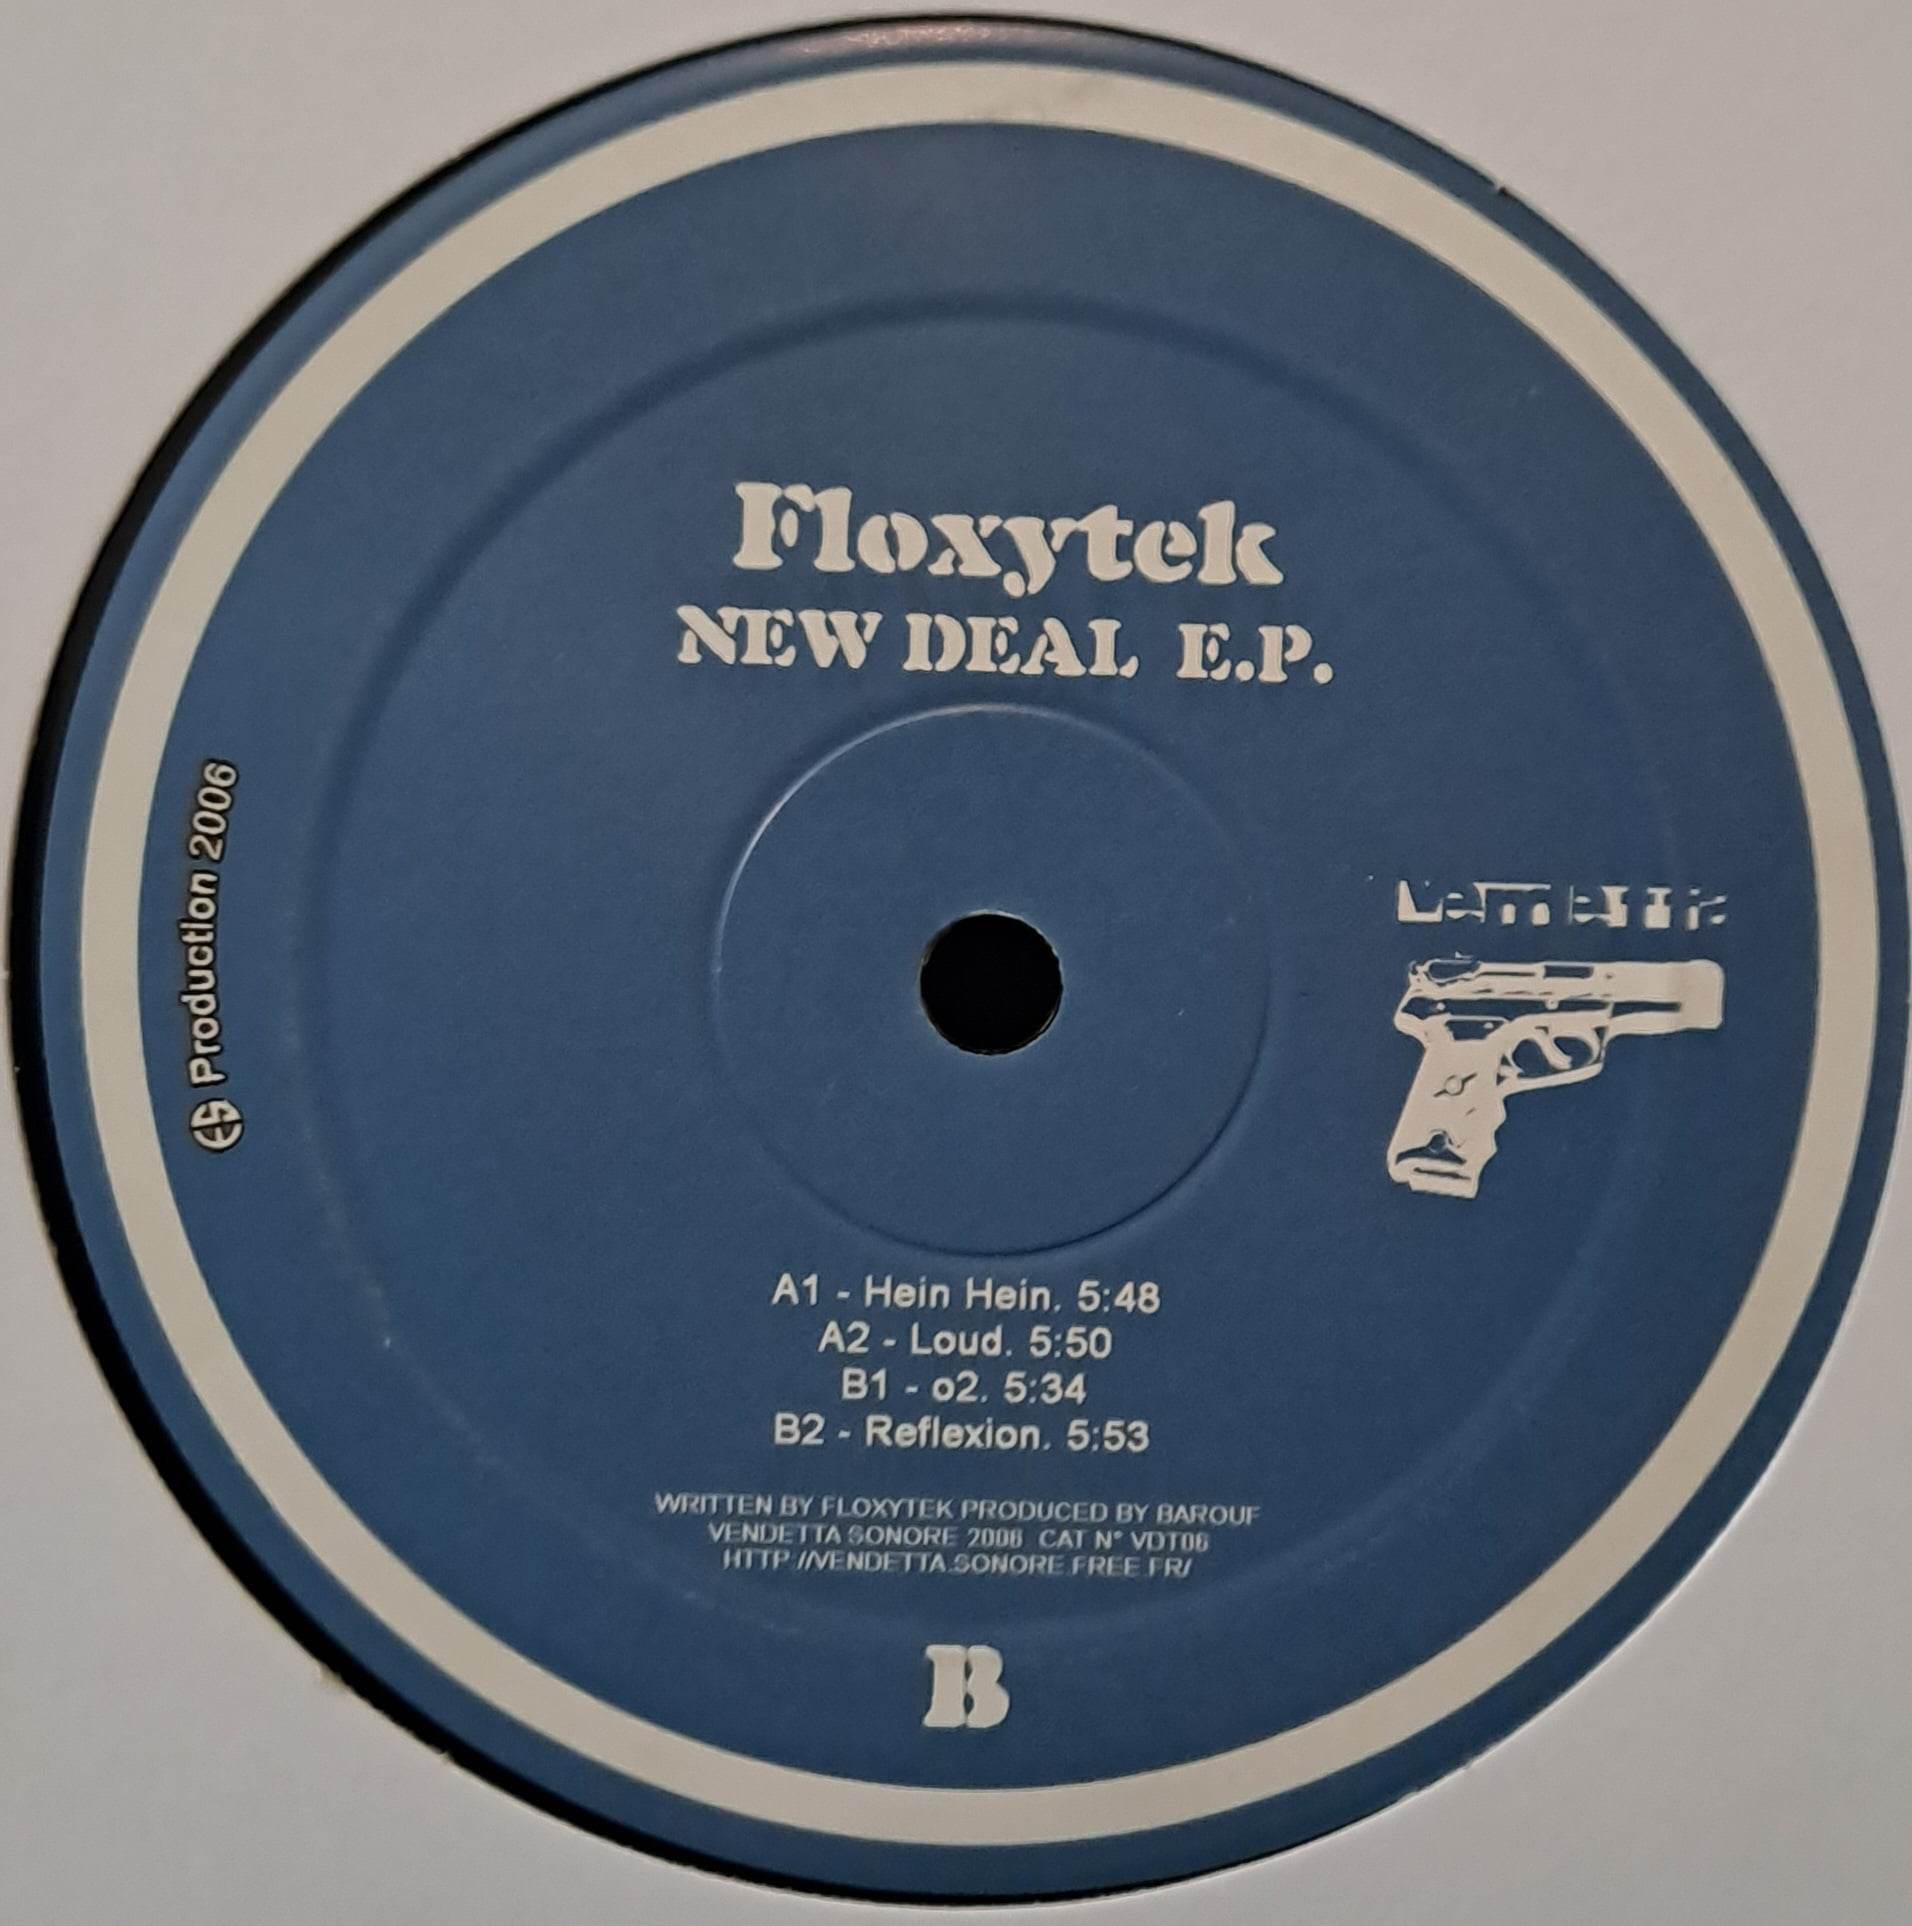 Floxytek
NEW DEAL E.P.
ES Production 2006
A1 - Hein Hein. 5:48
A2 - Loud. 5:50
B1 - o2. 5:34
B2 - Reflexion. 5:53
WRITTEN BY FLOXYTEK PRODUCED BY BAROUF
VENDETTA SONORE 2006 CAT N° VDT06
HTTP://VENDETTA.SONORE.FREE.FR/
B